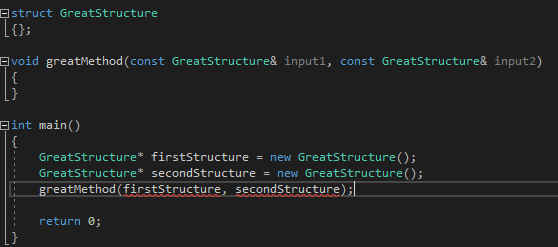 struct GreatStructure
{};
void greatMethod(const GreatStructure& input1, const GreatStructure& input2)
{
}
int main()
{
GreatStructure* firstStructure = new GreatStructure();
GreatStructure* secondStructure = new GreatStructure();
greatMethod(firstStructure, secondStructure);
return 0;
}